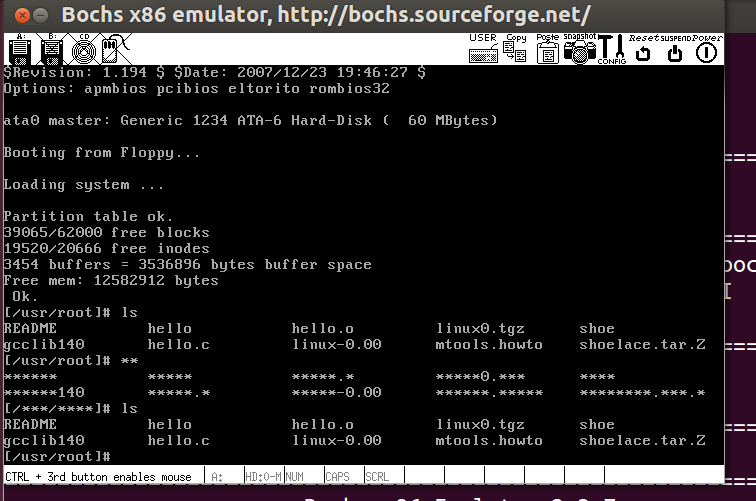 Bochs x86 emulator, http://bochs.sourceforge.net/
A: B: CD USER Copy Paste snapshot CONFIG Reset SUSPEND Power
$Revision: 1.194 $ $Date: 2007/12/23 19:46:27 $
Options: apmbios pcibios eltorito rombios32
ata0 master: Generic 1234 ATA-6 Hard-Disk (  60 MBytes)
Booting from Floppy...
Loading system ...
Partition table ok.
39065/62000 free blocks
19520/20666 free inodes
3454 buffers = 3536896 bytes buffer space
Free mem: 12582912 bytes
Ok.
[/usr/root]# ls
README hello hello.o linux0.tgz shoe
gcclib140 hello.c linux-0.00 mtools.howto shoelace.tar.Z
[/usr/root]# **
****** ***** *****.* *****0.*** ****
******140 *****.* *****-0.00 ******.***** ********.***.*
[/***/****]# ls
README hello hello.o linux0.tgz shoe
gcclib140 hello.c linux-0.00 mtools.howto shoelace.tar.Z
[/usr/root]#
CTRL + 3rd button enables mouse A: HD:0-M NUM CAPS SCRL